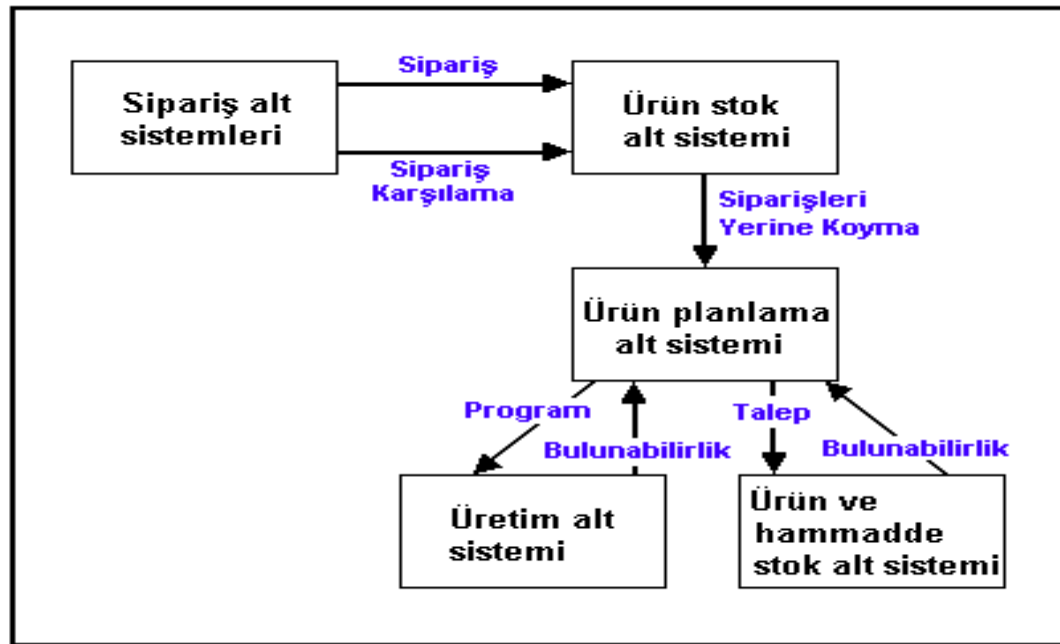 Sipariş alt
sistemleri
Sipariş
Sipariş
Karşılama
Ürün stok
alt sistemi
Siparişleri
Yerine Koyma
Ürün planlama
alt sistemi
Program
Bulunabilirlik
Talep
Bulunabilirlik
Üretim alt
sistemi
Ürün ve
hammadde
stok alt sistemi